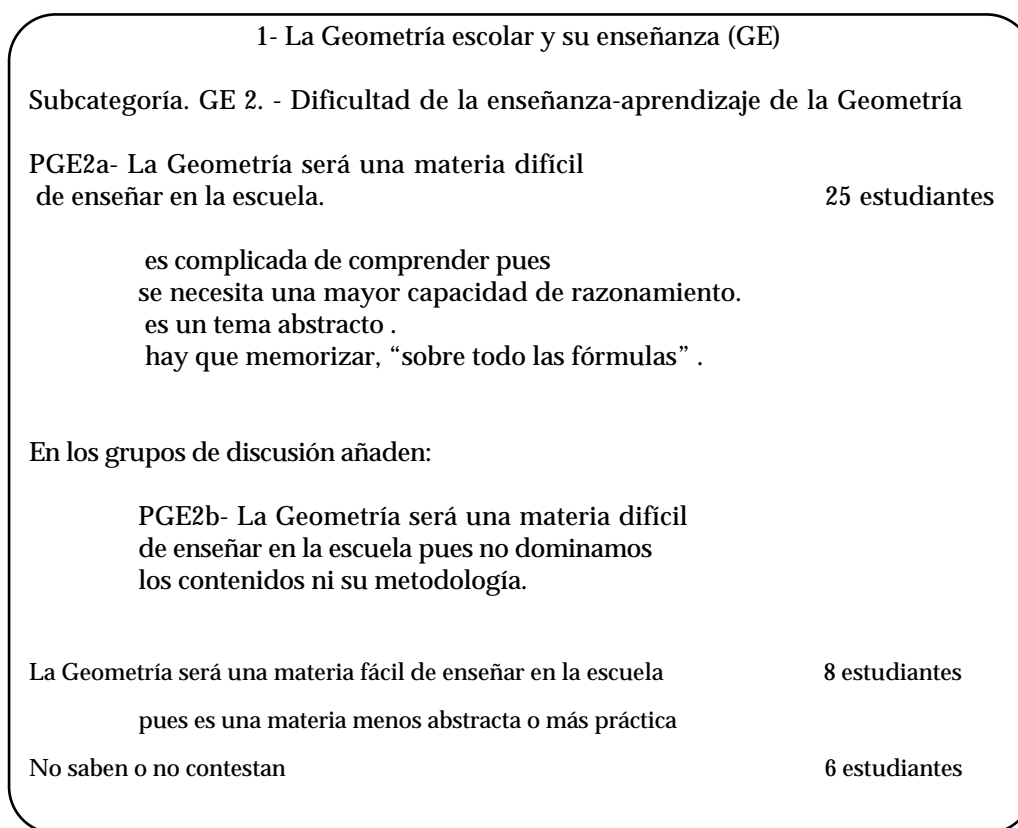 1- La Geometría escolar y su enseñanza (GE)
Subcategoría. GE 2. - Dificultad de la enseñanza-aprendizaje de la Geometría
PGE2a- La Geometría será una materia difícil
de enseñar en la escuela. 25 estudiantes
es complicada de comprender pues
se necesita una mayor capacidad de razonamiento.
es un tema abstracto .
hay que memorizar, “sobre todo las fórmulas” .
En los grupos de discusión añaden:
PGE2b- La Geometría será una materia difícil
de enseñar en la escuela pues no dominamos
los contenidos ni su metodología.
La Geometría será una materia fácil de enseñar en la escuela 8 estudiantes
pues es una materia menos abstracta o más práctica
No saben o no contestan 6 estudiantes